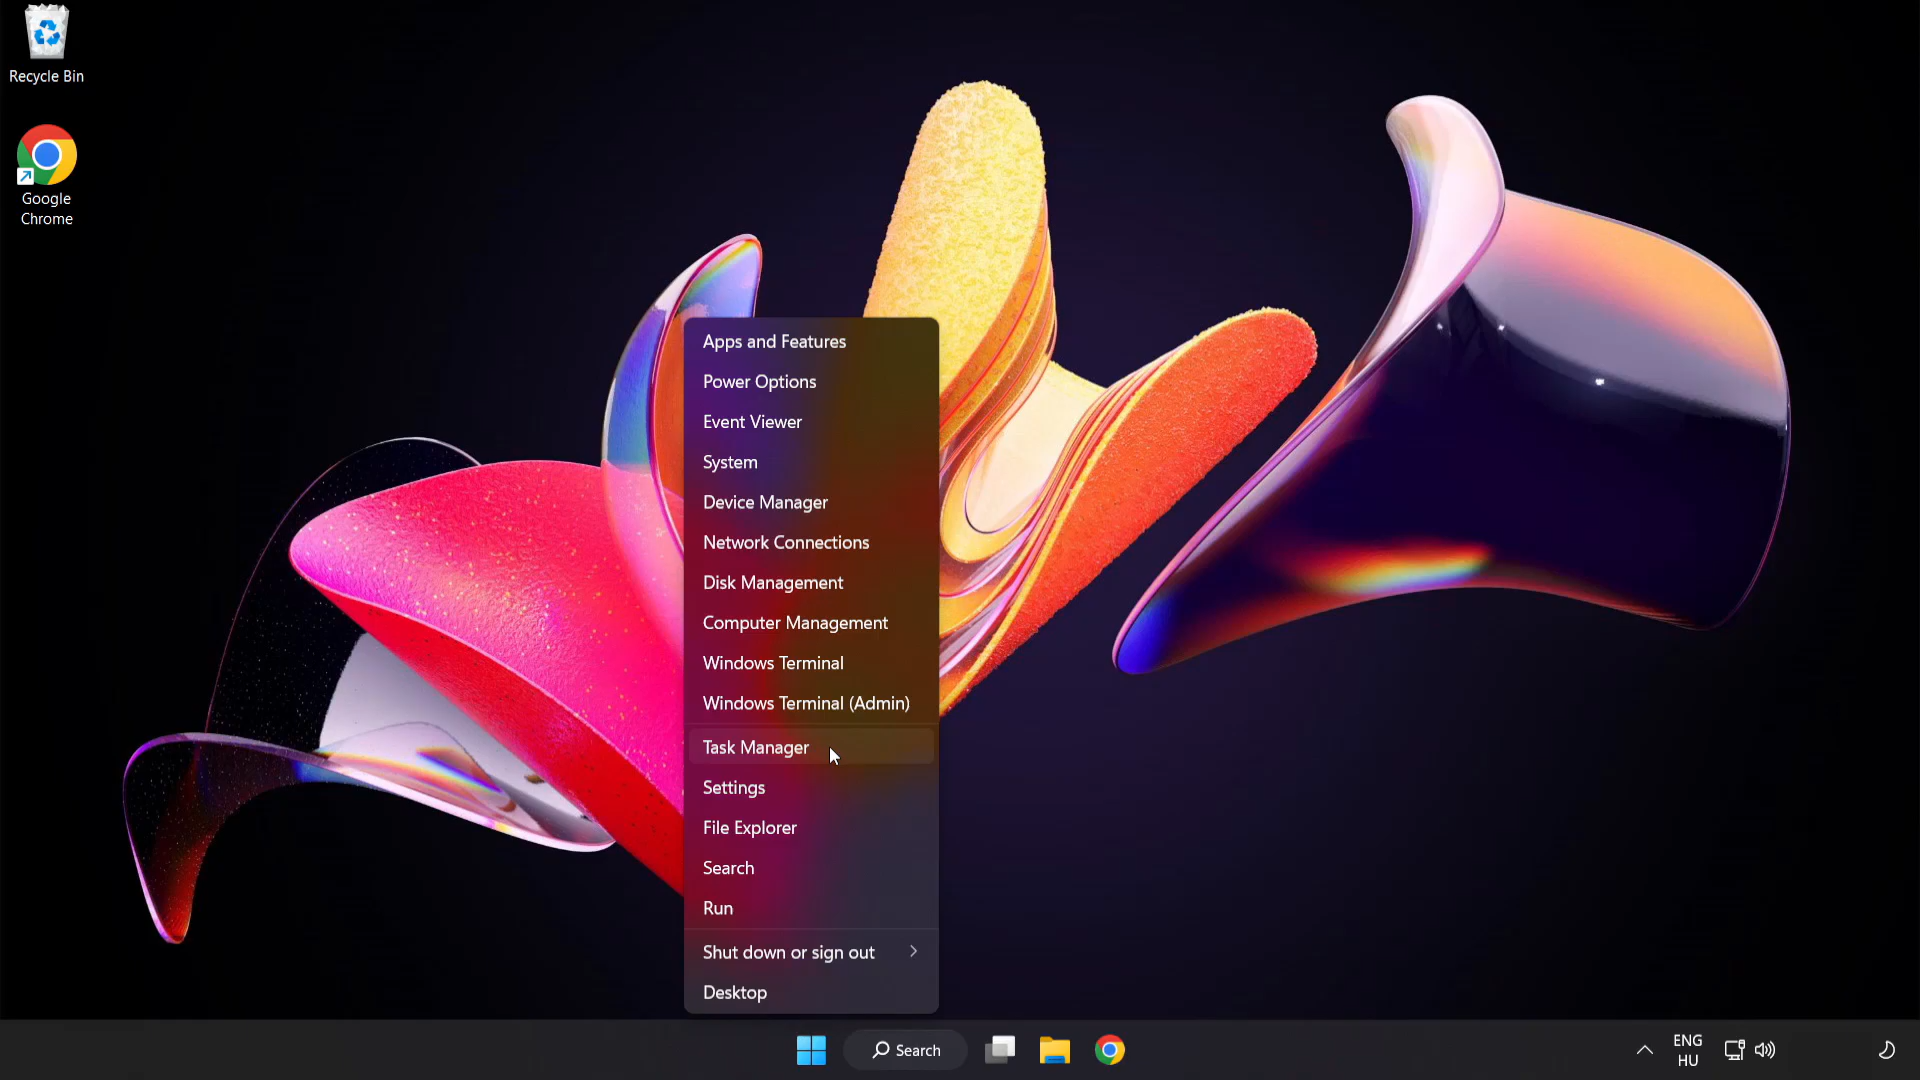 Recycle Bin
Google
Chrome
Apps and Features
Power Options
Event Viewer
System
Device Manager
Network Connections
Disk Management
Computer Management
Windows Terminal
Windows Terminal (Admin)
Task Manager
Settings
File Explorer
Search
Run
Shut down or sign out
Desktop
Search
ENG
HU